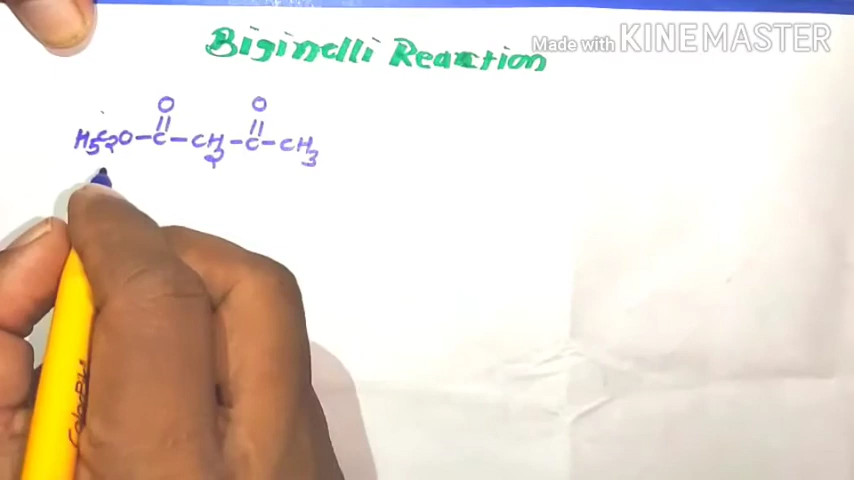 Biginelli Reaction
Made with KINEMASTER
O O
H5C2O-C-CH2-C-CH3